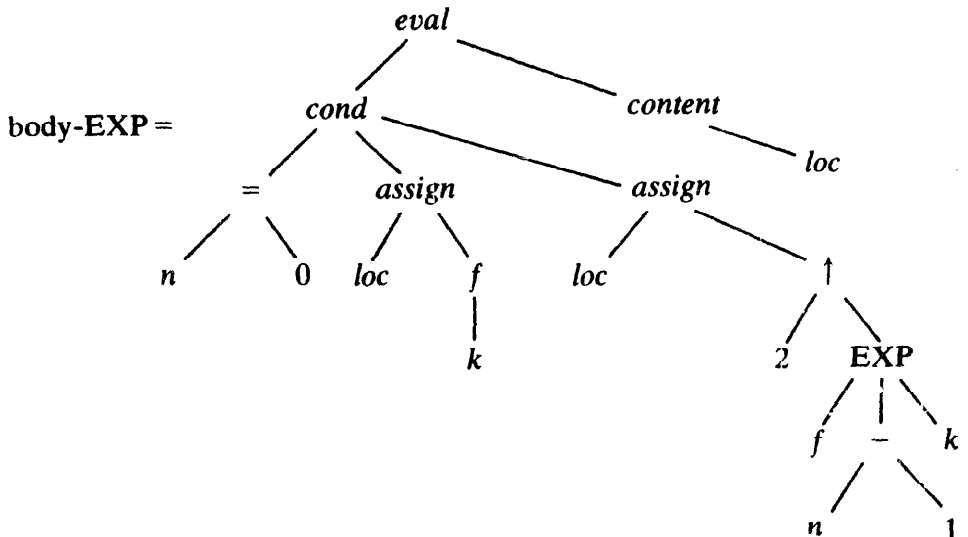 eval
cond content
body-EXP =
loc
= assign assign
n 0 loc f loc ↑
k 2 EXP
f − k
n 1